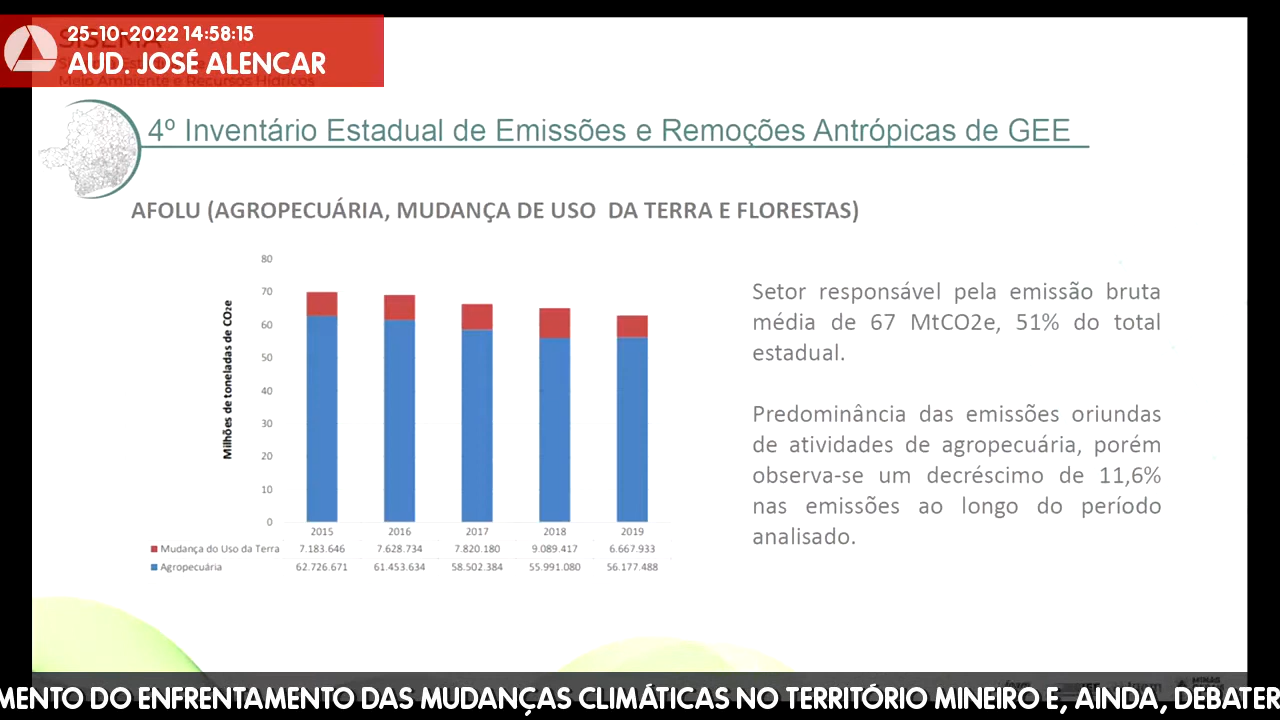 25-10-2022 14:58:15
AUD. JOSÉ ALENCAR
Meio Ambiente e Recursos Hídricos
4º Inventário Estadual de Emissões e Remoções Antrópicas de GEE
AFOLU (AGROPECUÁRIA, MUDANÇA DE USO DA TERRA E FLORESTAS)
Milhões de toneladas de CO2e
80
70
60
50
40
30
20
10
0
2015 2016 2017 2018 2019
Mudança do Uso da Terra 7.183.646 7.628.734 7.820.180 9.089.417 6.667.933
Agropecuária 62.726.671 61.453.634 58.502.384 55.991.080 56.177.488
Setor responsável pela emissão bruta
média de 67 MtCO2e, 51% do total
estadual.
Predominância das emissões oriundas
de atividades de agropecuária, porém
observa-se um decréscimo de 11,6%
nas emissões ao longo do período
analisado.
MENTO DO ENFRENTAMENTO DAS MUDANÇAS CLIMÁTICAS NO TERRITÓRIO MINEIRO E, AINDA, DEBATER